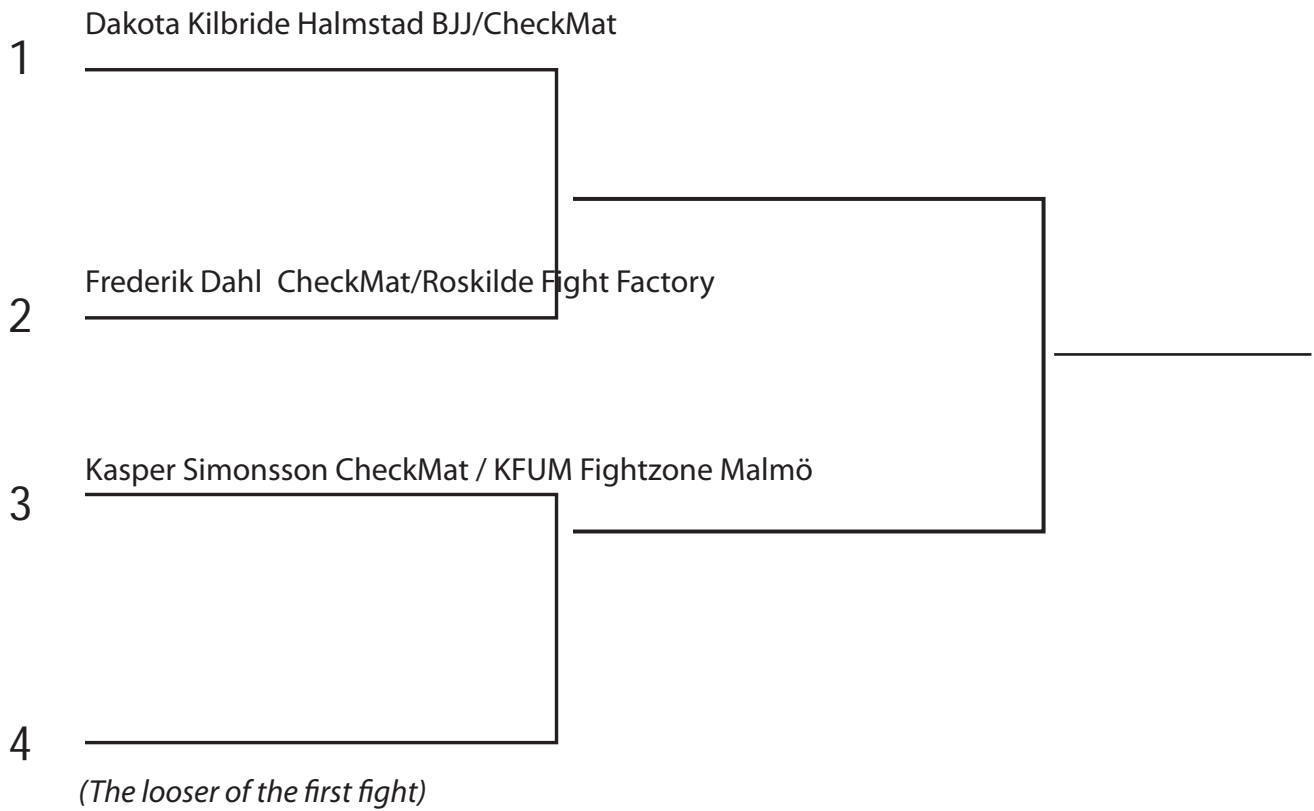 Dakota Kilbride Halmstad BJJ/CheckMat
1
Frederik Dahl CheckMat/Roskilde Fight Factory
2
Kasper Simonsson CheckMat / KFUM Fightzone Malmö
3
4
(The looser of the first fight)